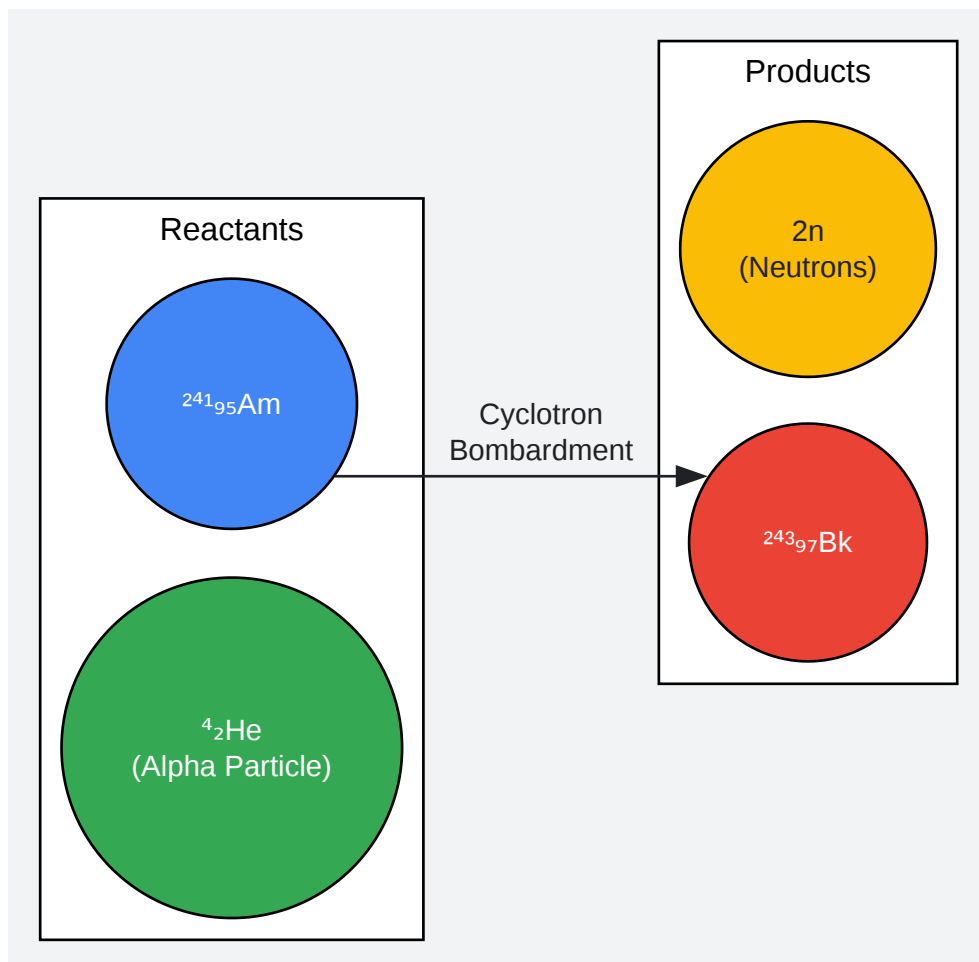 Reactants
²⁴¹₉₅Am
⁴₂He
(Alpha Particle)
Cyclotron
Bombardment
Products
2n
(Neutrons)
²⁴³₉₇Bk